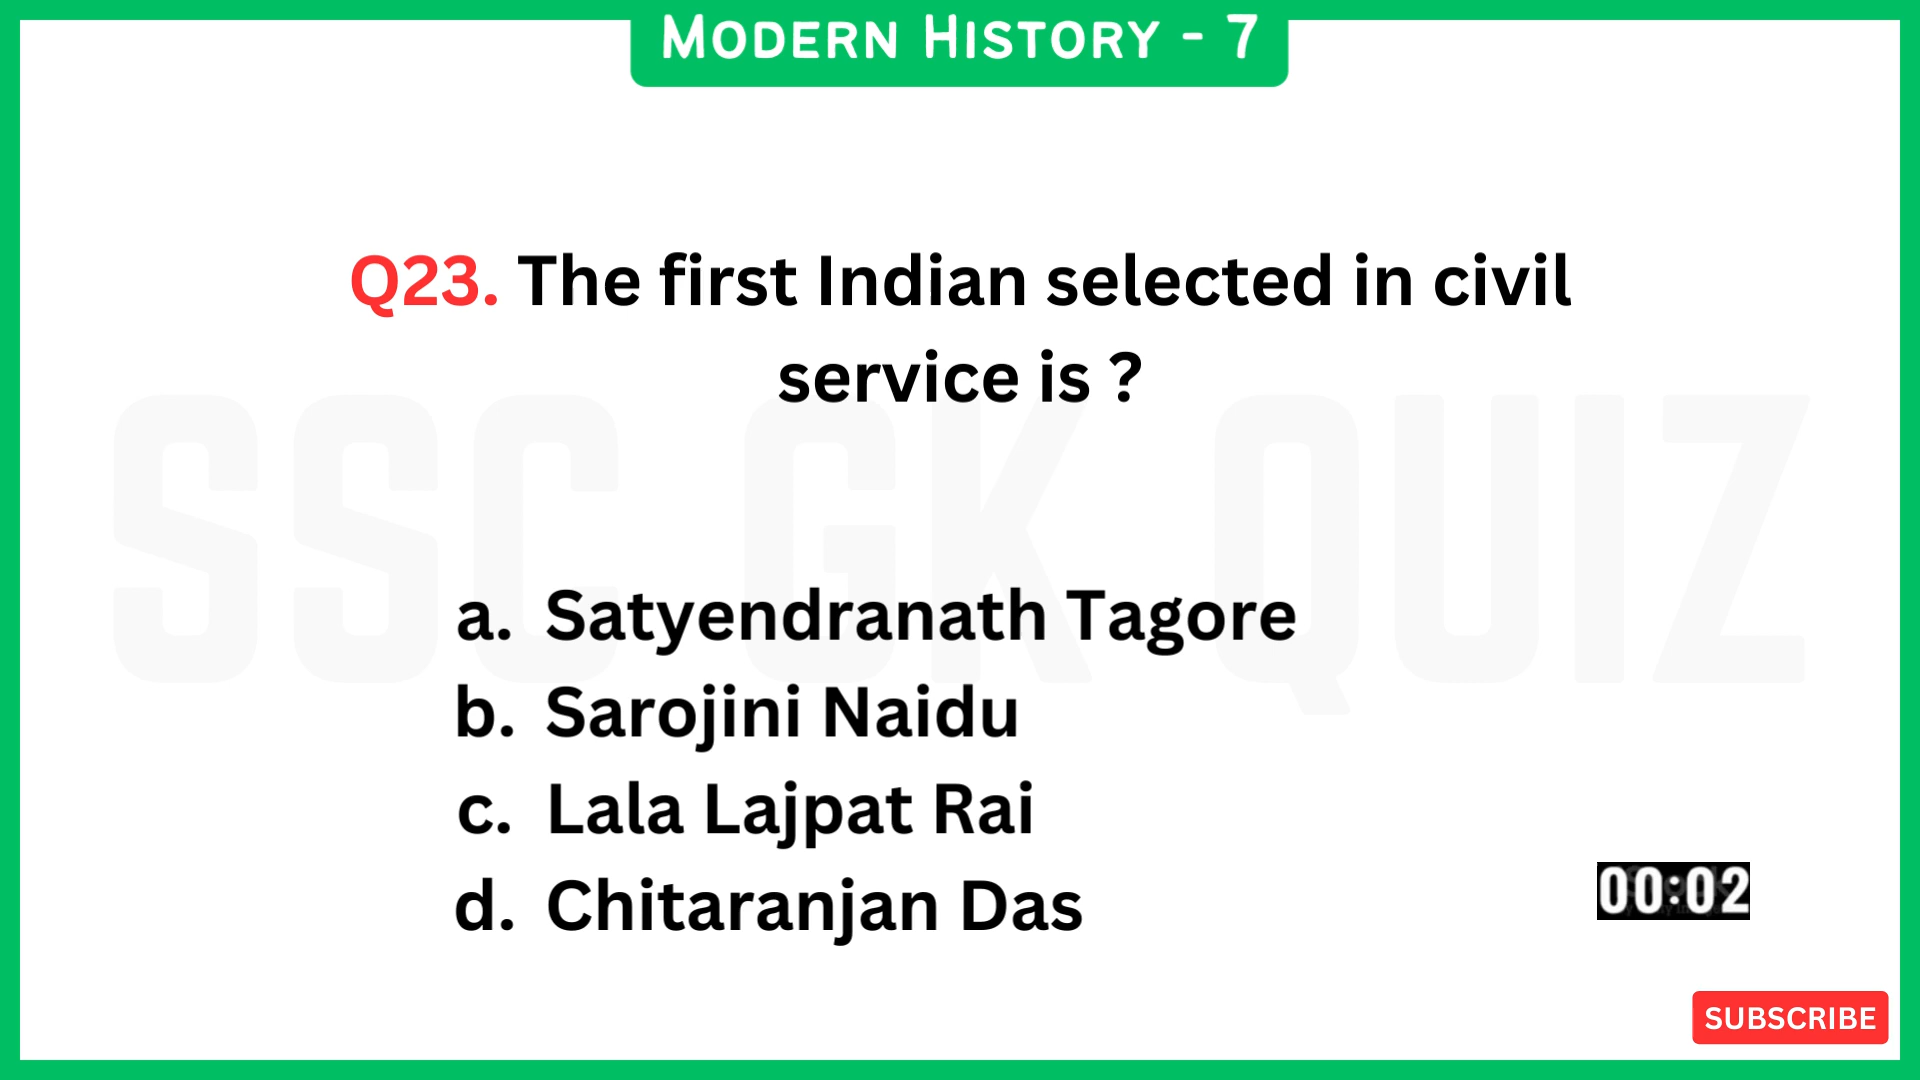 MODERN HISTORY - 7
Q23. The first Indian selected in civil
service is ?
SSC GK QUIZ
a. Satyendranath Tagore
b. Sarojini Naidu
c. Lala Lajpat Rai
d. Chitaranjan Das
00:02
SUBSCRIBE